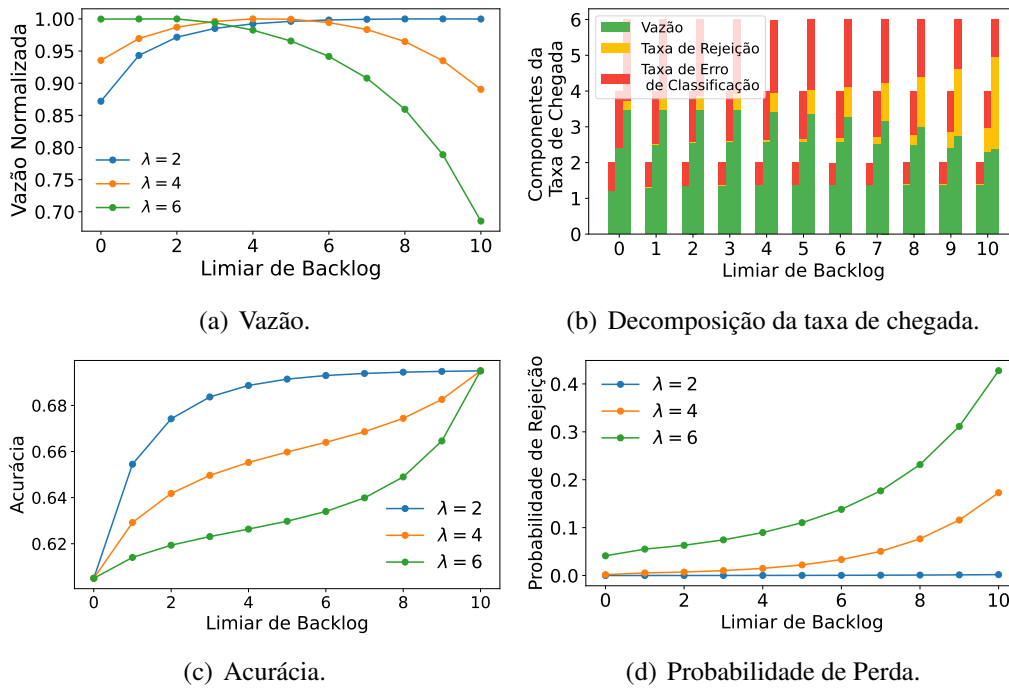 1.00
0.95
0.90
0.85
0.80
0.75
0.70
Vazão Normalizada
λ = 2
λ = 4
λ = 6
0 2 4 6 8 10
Limiar de Backlog
(a) Vazão.
6
5
4
3
2
1
0
Componentes da
Taxa de Chegada
Vazão
Taxa de Rejeição
Taxa de Erro
de Classificação
0 1 2 3 4 5 6 7 8 9 10
Limiar de Backlog
(b) Decomposição da taxa de chegada.
0.68
0.66
0.64
0.62
Acurácia
λ = 2
λ = 4
λ = 6
0 2 4 6 8 10
Limiar de Backlog
(c) Acurácia.
0.4
0.3
0.2
0.1
0.0
Probabilidade de Rejeição
λ = 2
λ = 4
λ = 6
0 2 4 6 8 10
Limiar de Backlog
(d) Probabilidade de Perda.